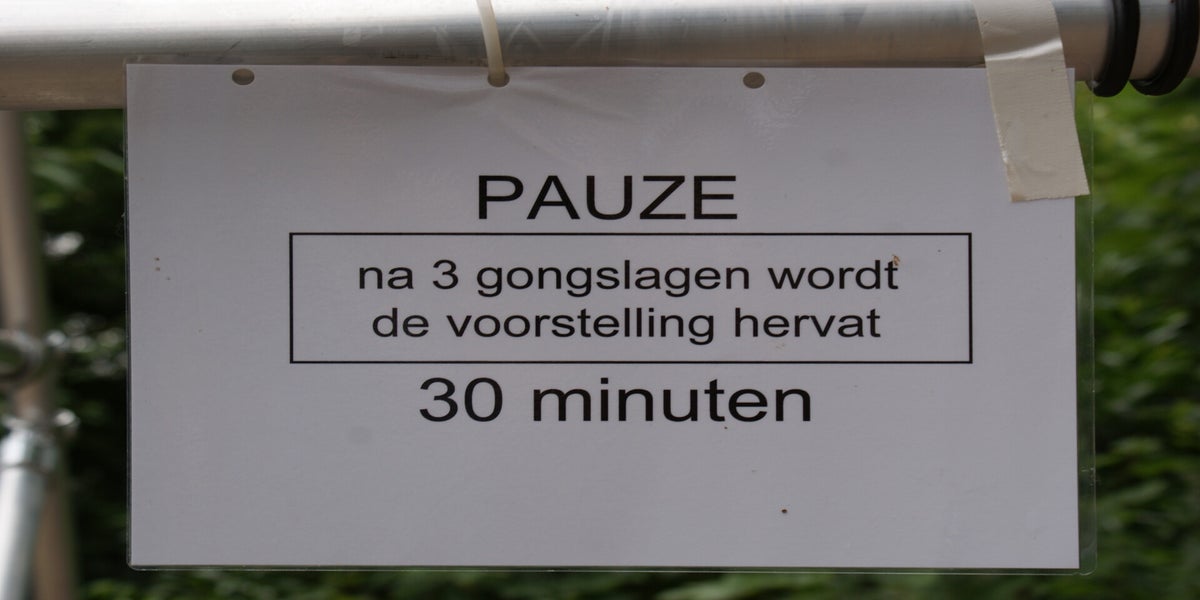 PAUZE
na 3 gongslagen wordt
de voorstelling hervat
30 minuten